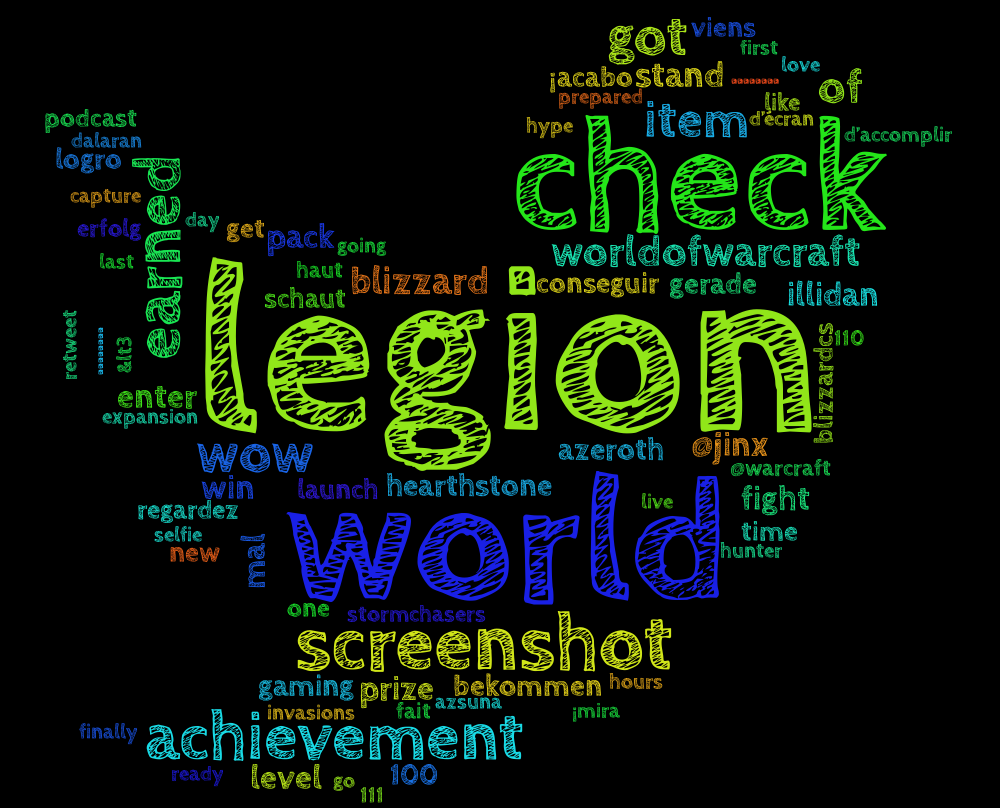 got
viens
first
love
¡acabo
stand
of
prepared
like
hype
item
d'écran
d'accomplir
podcast
dalaran
logro
check
earned
capture
erfolg
day
get
pack
going
last
worldofwarcraft
haut
blizzard
conseguir
gerade
illidan
schaut
legion
retweet
alt3
110
blizzardcs
enter
expansion
wow
azeroth
@jinx
@warcraft
win
launch
hearthstone
live
fight
regardez
world
time
selfie
new
mal
hunter
one
stormchasers
screenshot
gaming
prize
bekommen
hours
azsuna
invasions
fait
¡mira
finally
achievement
ready
level
go
100
111